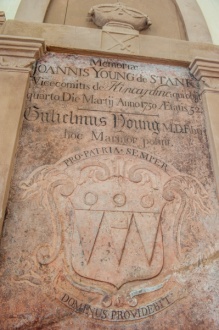 Memoriæ
JOANNIS YOUNG de STANK
Vicecomitis de Kincardine qui obijt
quarto Die Martij Anno 1750 Ætatis 52
Gulielmus Young M.D. Filius
hoc Marmor posuit.
PRO·PATRIA·SEMPER
DOMINUS PROVIDEBIT